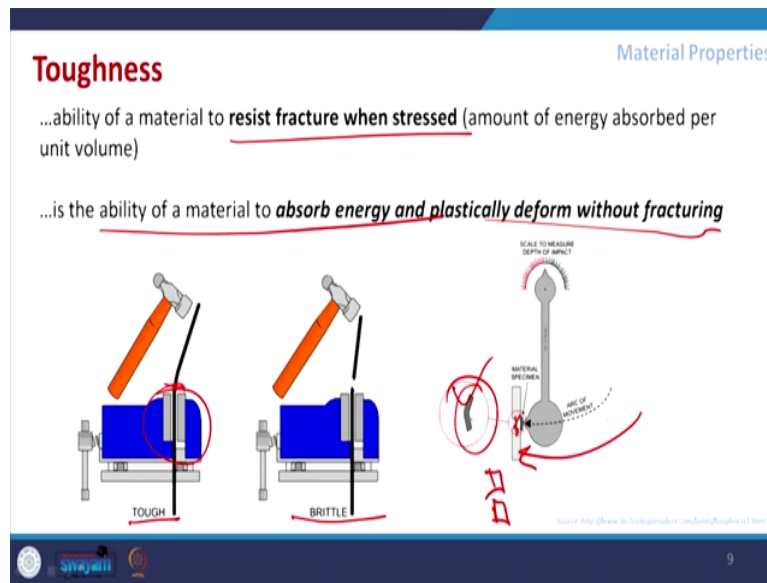 Material Properties
Toughness
...ability of a material to resist fracture when stressed (amount of energy absorbed per
unit volume)
...is the ability of a material to absorb energy and plastically deform without fracturing
SCALE TO MEASURE
DEPTH OF IMPACT
MATERIAL
SPECIMEN
ARC OF
MOVEMENT
TOUGH
BRITTLE
swayam
9